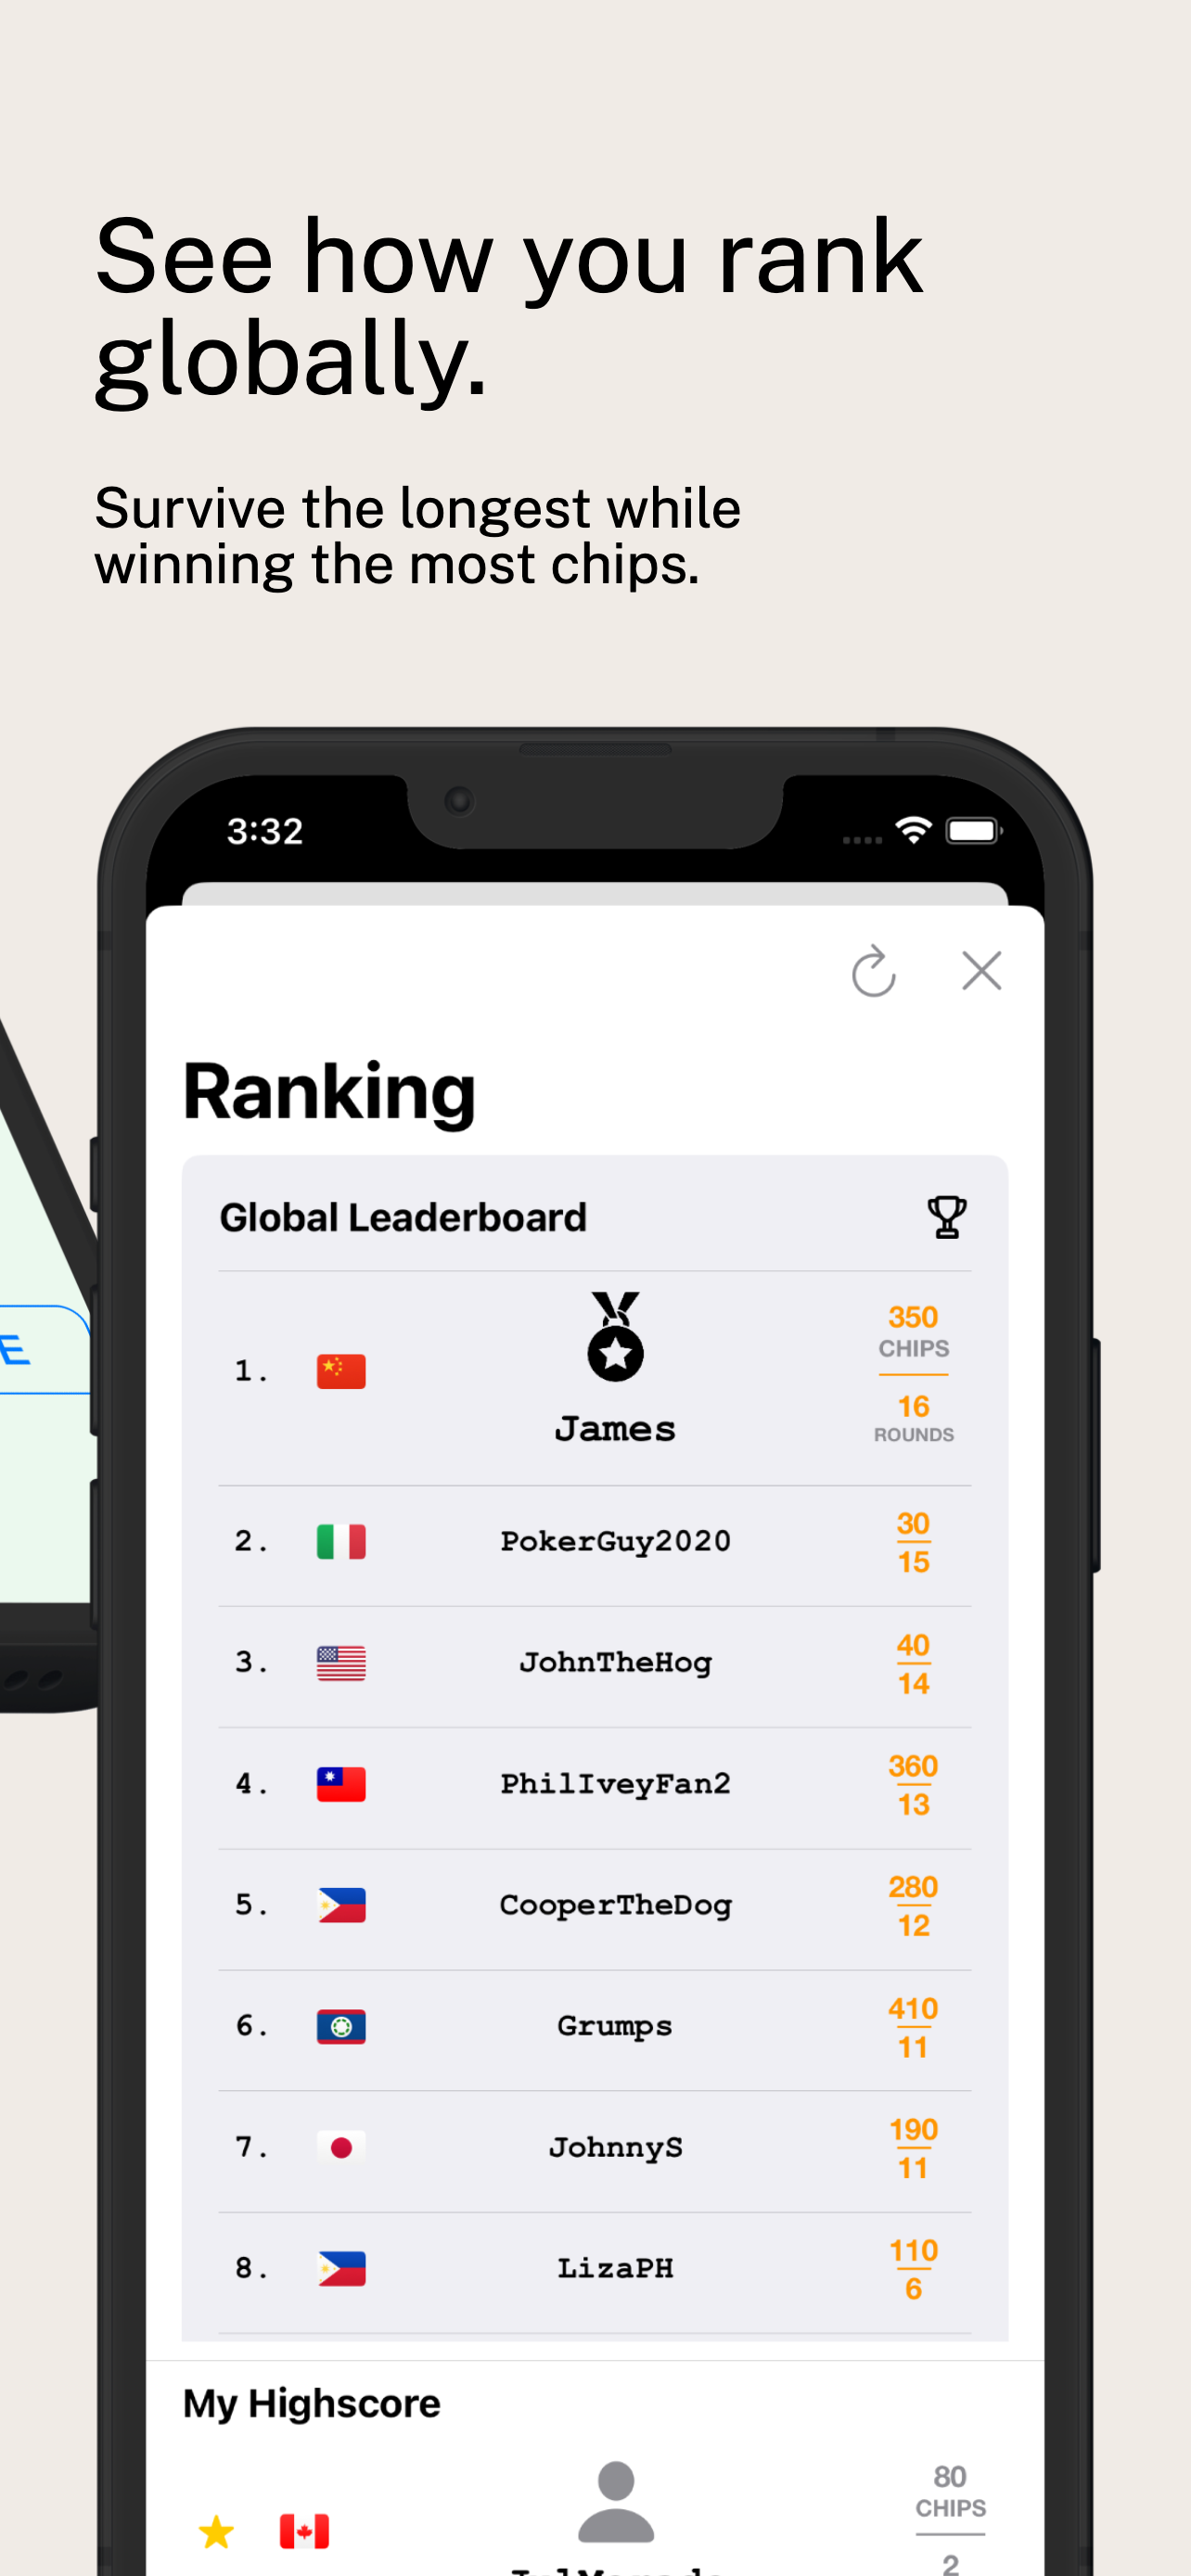 See how you rank
globally.
Survive the longest while
winning the most chips.
3:32
Ranking
Global Leaderboard
1.
James
350
CHIPS
16
ROUNDS
2.
PokerGuy2020
30
15
3.
JohnTheHog
40
14
4.
PhilIveyFan2
360
13
5.
CooperTheDog
280
12
6.
Grumps
410
11
7.
JohnnyS
190
11
8.
LizaPH
110
6
My Highscore
80
CHIPS
2